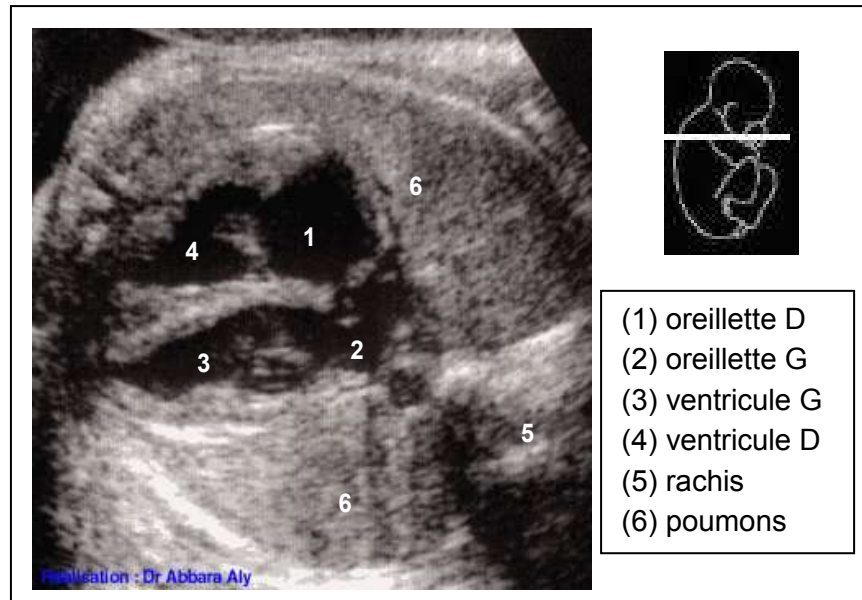 6
1
4
3
2
5
6
Réalisation : Dr Abbara Aly
(1) oreillette D
(2) oreillette G
(3) ventricule G
(4) ventricule D
(5) rachis
(6) poumons